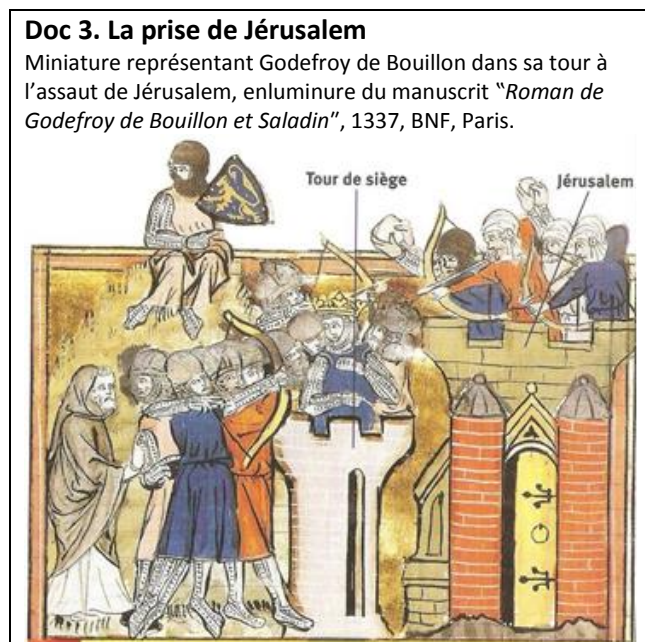 Doc 3. La prise de Jérusalem
Miniature représentant Godefroy de Bouillon dans sa tour à
l’assaut de Jérusalem, enluminure du manuscrit “Roman de
Godefroy de Bouillon et Saladin”, 1337, BNF, Paris.
Tour de siège
Jérusalem